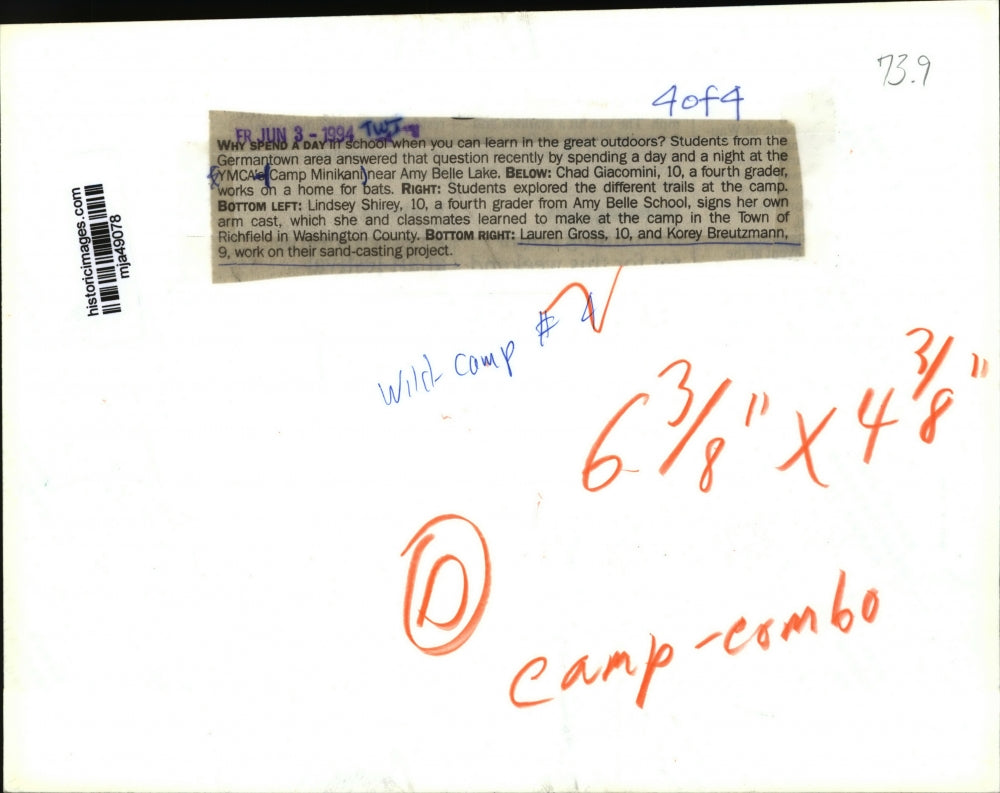 73.9
4 of 4
FR JUN 3 - 1994 TWJ
WHY SPEND A DAY in school when you can learn in the great outdoors? Students from the
Germantown area answered that question recently by spending a day and a night at the
YMCA's Camp Minikani near Amy Belle Lake. BELOW: Chad Giacomini, 10, a fourth grader,
works on a home for bats. RIGHT: Students explored the different trails at the camp.
BOTTOM LEFT: Lindsey Shirey, 10, a fourth grader from Amy Belle School, signs her own
arm cast, which she and classmates learned to make at the camp in the Town of
Richfield in Washington County. BOTTOM RIGHT: Lauren Gross, 10, and Korey Breutzmann,
9, work on their sand-casting project.
historicimages.com
mja49078
Wild camp # 4
6 3/8" X 4 3/8"
D
camp-combo